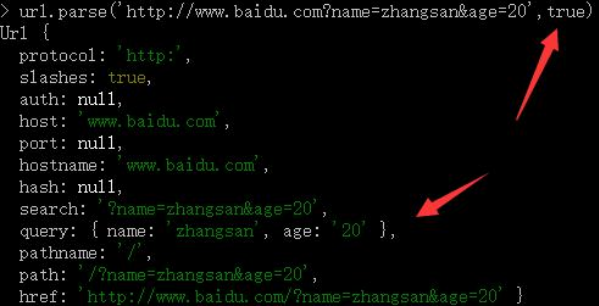 > url.parse('http://www.baidu.com?name=zhangsan&age=20',true)
Url {
  protocol: 'http:',
  slashes: true,
  auth: null,
  host: 'www.baidu.com',
  port: null,
  hostname: 'www.baidu.com',
  hash: null,
  search: '?name=zhangsan&age=20',
  query: { name: 'zhangsan', age: '20' },
  pathname: '/',
  path: '/?name=zhangsan&age=20',
  href: 'http://www.baidu.com/?name=zhangsan&age=20' }